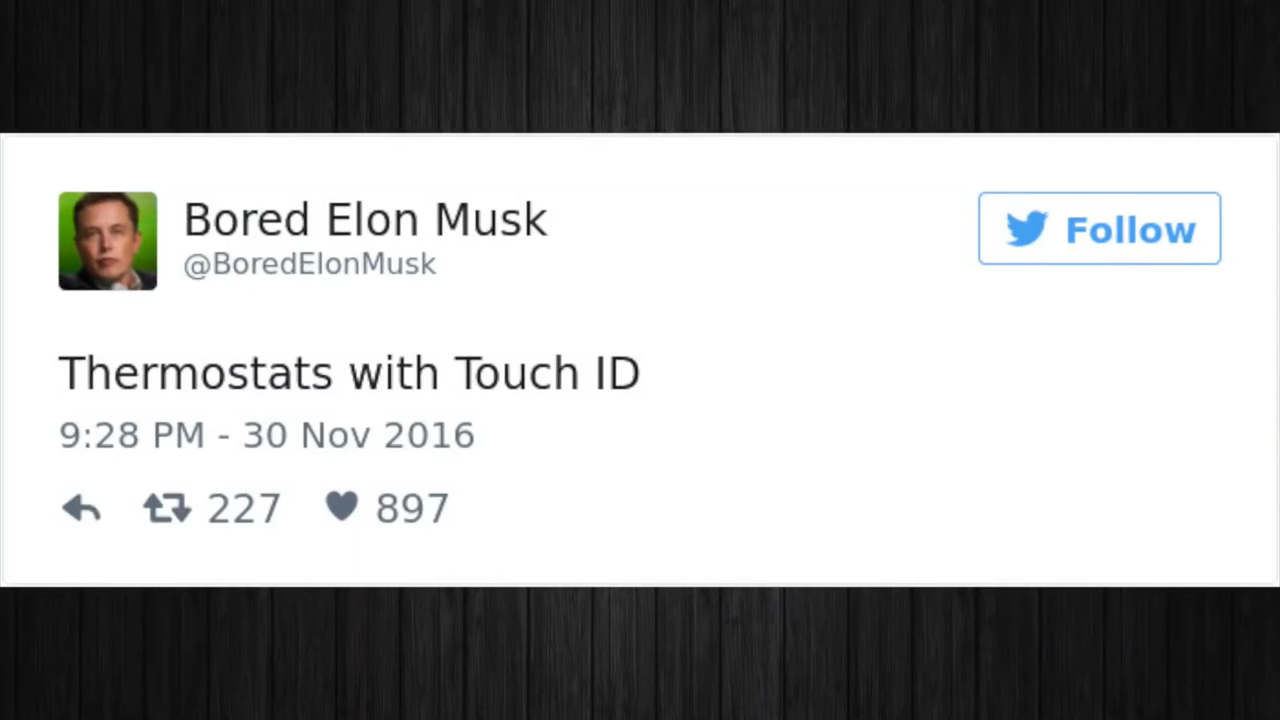 Bored Elon Musk
@BoredElonMusk
Follow
Thermostats with Touch ID
9:28 PM - 30 Nov 2016
227 897